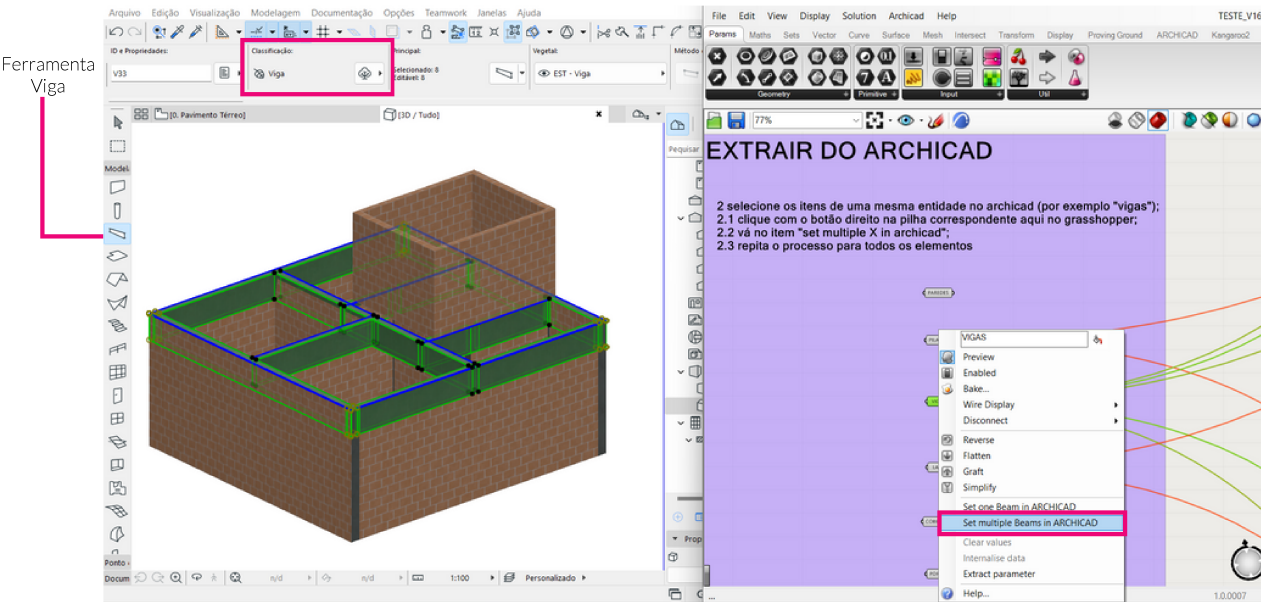 Ferramenta
Viga
Arquivo Edição Visualização Modelagem Documentação Opções Teamwork Janelas Ajuda
ID e Propriedades:
V33
Classificação:
Viga
Principal:
Selecionado: 8
Editável: 8
Vegetal:
EST - Viga
Método
[0. Pavimento Térreo]
[3D / Tudo]
Pesquisar
Model
Ponto
Docum
n/d
n/d
1:100
Personalizado
Prop
File Edit View Display Solution Archicad Help
TESTE_V16
Params Maths Sets Vector Curve Surface Mesh Intersect Transform Display Proving Ground ARCHICAD Kangaroo2
Geometry
Primitive
Input
Util
77%
EXTRAIR DO ARCHICAD
2 selecione os itens de uma mesma entidade no archicad (por exemplo "vigas");
2.1 clique com o botão direito na pilha correspondente aqui no grasshopper;
2.2 vá no item "set multiple X in archicad";
2.3 repita o processo para todos os elementos
PAREDES
VIGAS
Preview
Enabled
Bake...
Wire Display
Disconnect
Reverse
Flatten
Graft
Simplify
Set one Beam in ARCHICAD
Set multiple Beams in ARCHICAD
Clear values
Internalise data
Extract parameter
Help...
...
1.0.0007